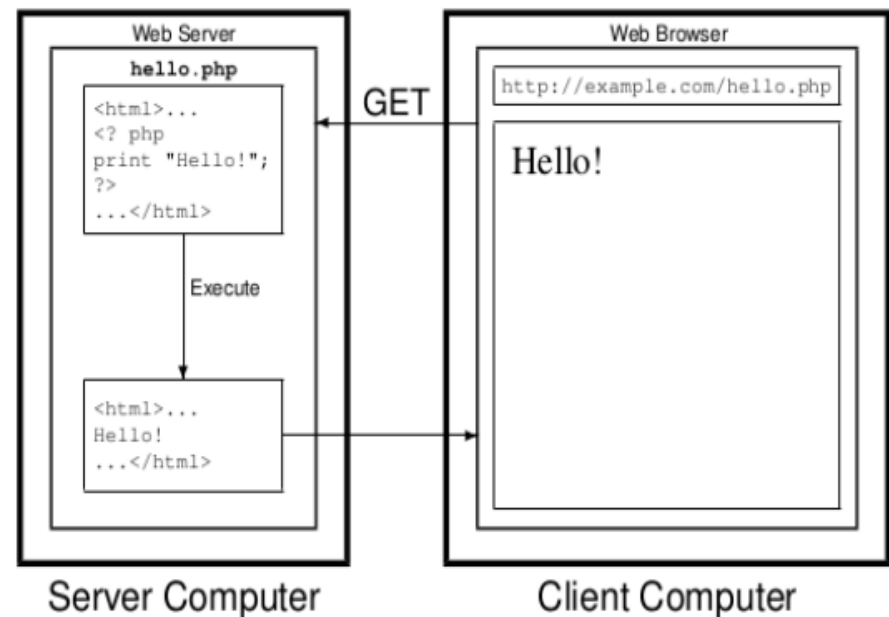 Web Server
hello.php
<html>...
<? php
print "Hello!";
?>
...</html>
Execute
<html>...
Hello!
...</html>
GET
Web Browser
http://example.com/hello.php
Hello!
Server Computer
Client Computer